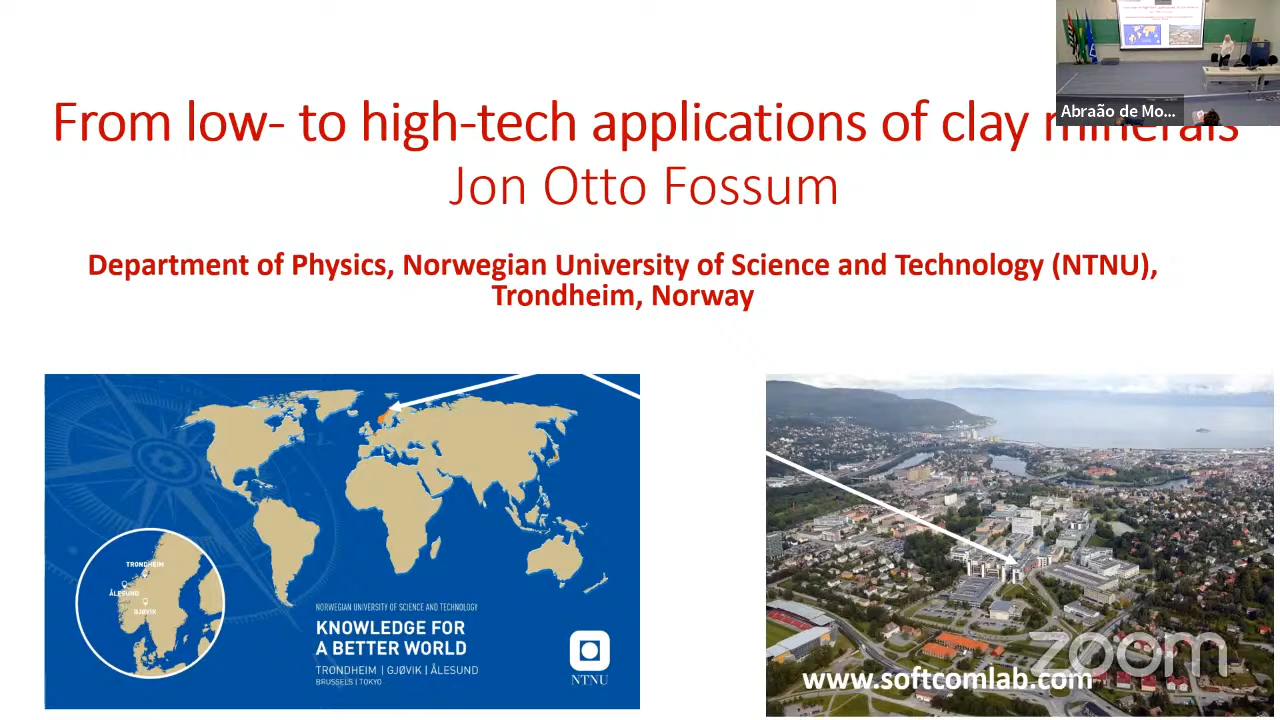 From low- to high-tech applications of clay minerals
Abraão de Mo...
Jon Otto Fossum
Department of Physics, Norwegian University of Science and Technology (NTNU),
Trondheim, Norway
TRONDHEIM
ÅLESUND
GJØVIK
NORWEGIAN UNIVERSITY OF SCIENCE AND TECHNOLOGY
KNOWLEDGE FOR
A BETTER WORLD
TRONDHEIM | GJØVIK | ÅLESUND
BRUSSELS | TOKYO
NTNU
zoom
www.softcomlab.com